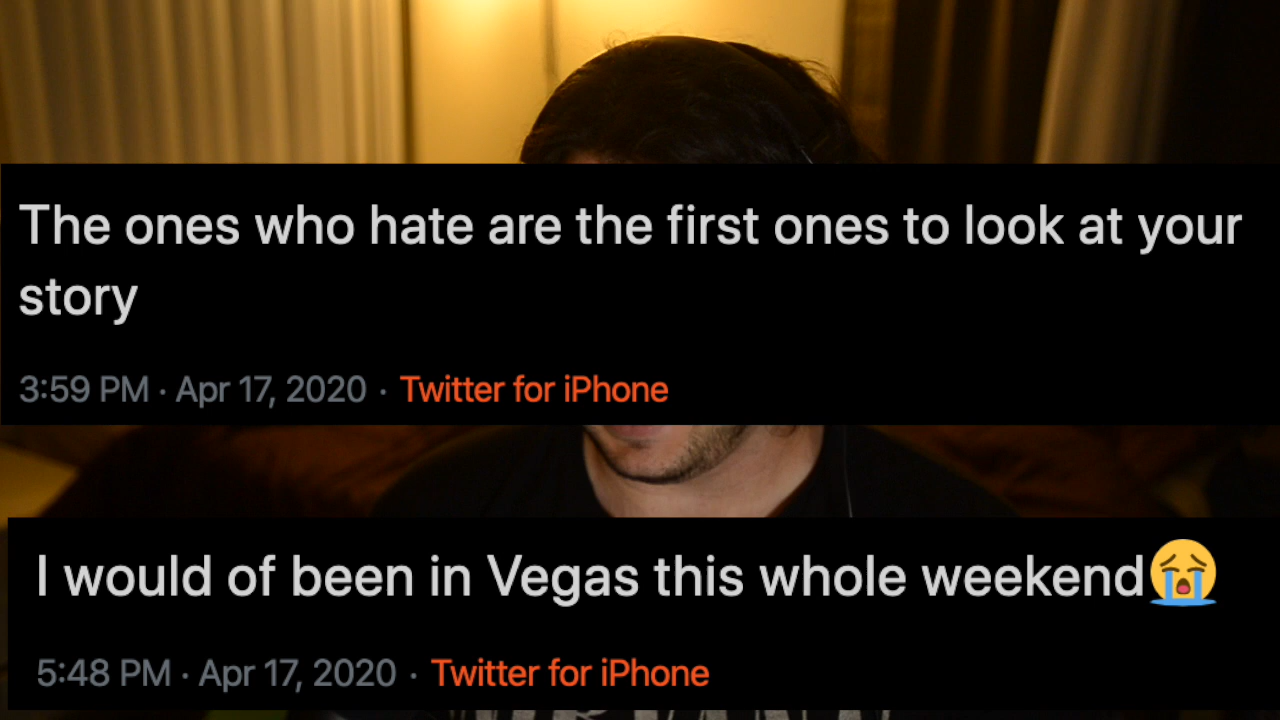 The ones who hate are the first ones to look at your
story
3:59 PM · Apr 17, 2020 · Twitter for iPhone
I would of been in Vegas this whole weekend😭
5:48 PM · Apr 17, 2020 · Twitter for iPhone